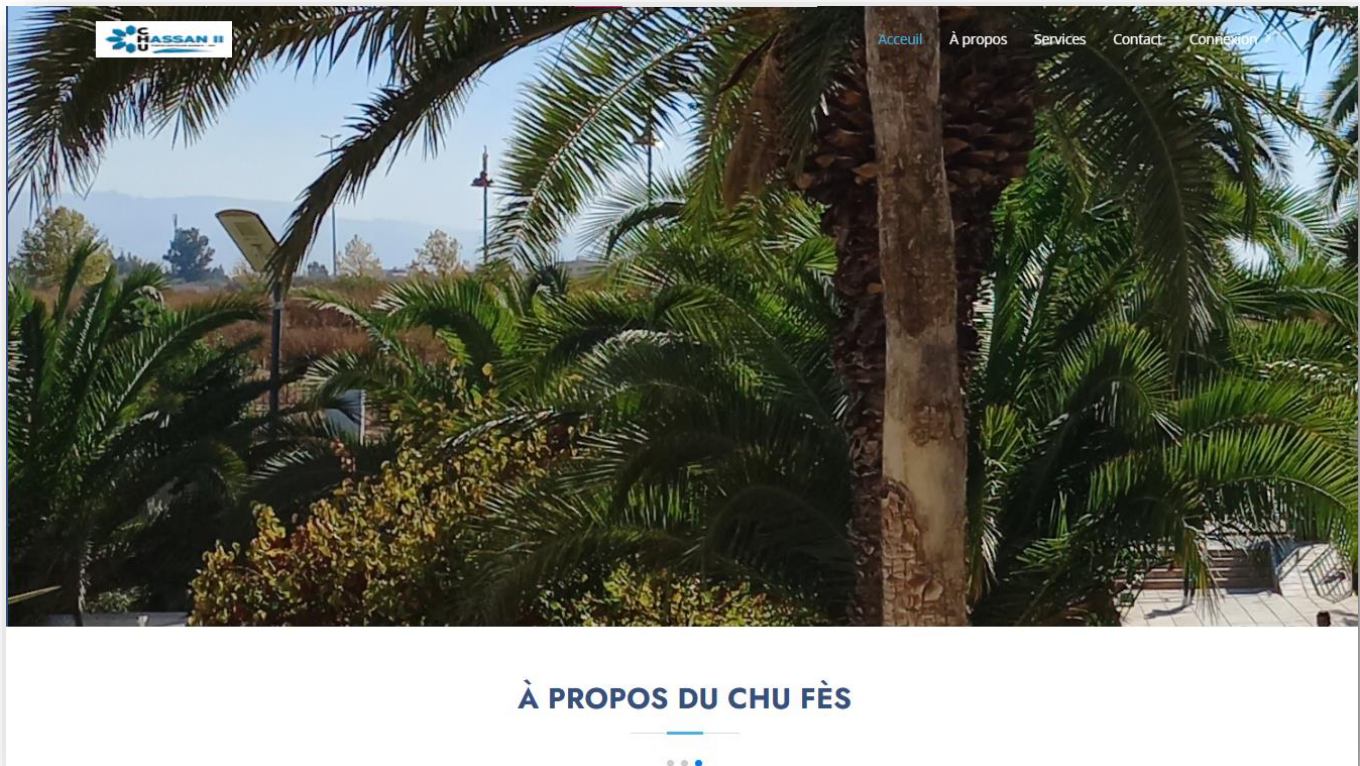 CHU
HASSAN II
Acceuil À propos Services Contact Connexion
À PROPOS DU CHU FÈS